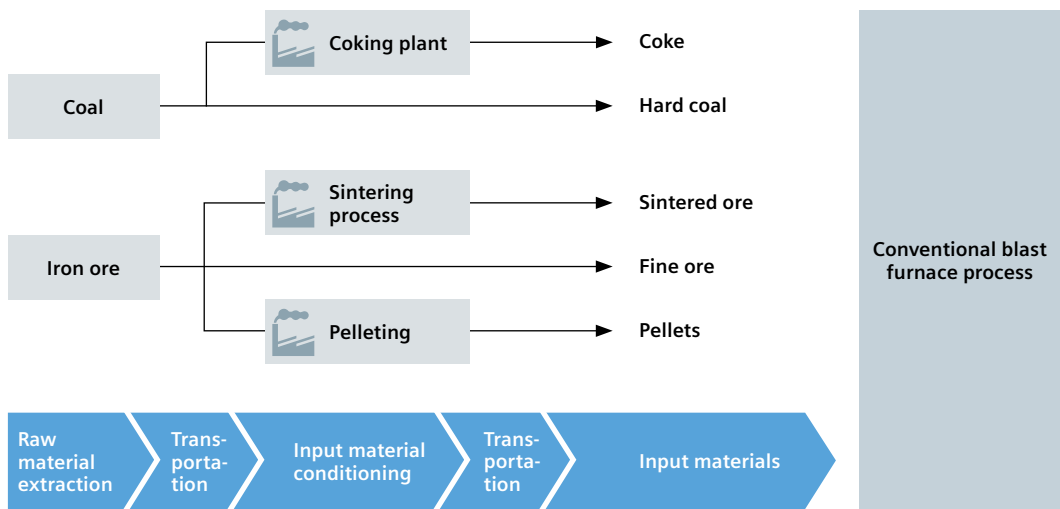 Coking plant
Coke
Coal
Hard coal
Sintering
process
Sintered ore
Iron ore
Fine ore
Conventional blast
furnace process
Pelleting
Pellets
Raw
material
extraction
Trans-
porta-
tion
Input material
conditioning
Trans-
porta-
tion
Input materials